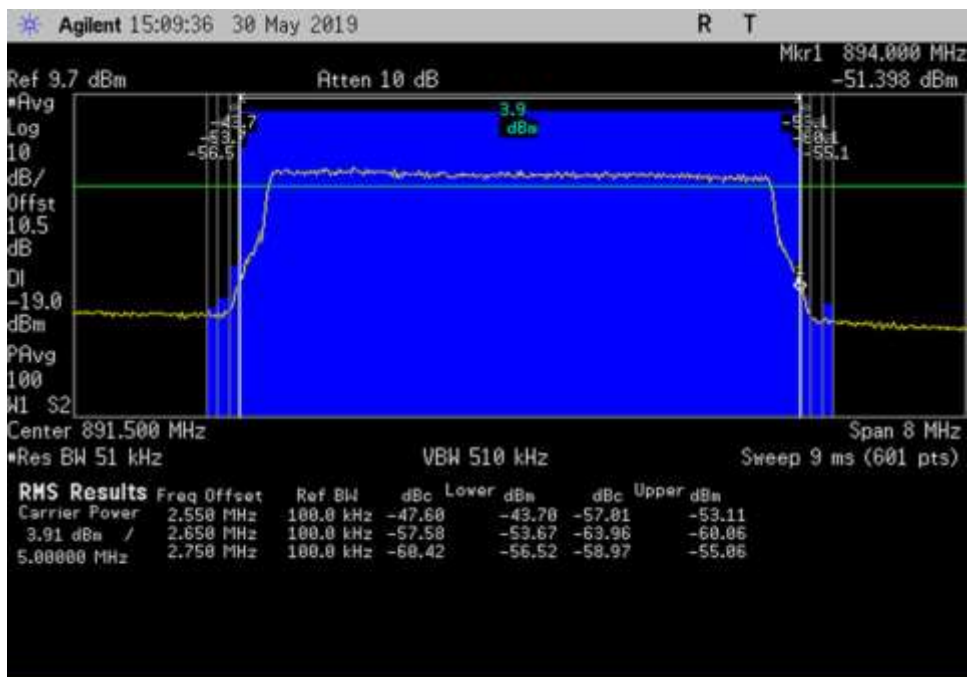 Agilent 15:09:36 30 May 2019 R T
Mkr1 894.000 MHz
Ref 9.7 dBm Atten 10 dB -51.398 dBm
*Avg
Log
10
dB/
Offst
10.5
dB
DI
-19.0
dBm
PAvg
100
W1 S2
3.9
dBm
-56.5
-55.1
Center 891.500 MHz Span 8 MHz
*Res BW 51 kHz VBW 510 kHz Sweep 9 ms (601 pts)
RMS Results Freq Offset Ref BW dBc Lower dBm dBc Upper dBm
Carrier Power 2.550 MHz 100.0 kHz -47.60 -43.70 -57.01 -53.11
3.91 dBm / 2.650 MHz 100.0 kHz -57.58 -53.67 -63.96 -60.06
5.00000 MHz 2.750 MHz 100.0 kHz -60.42 -56.52 -58.97 -55.06